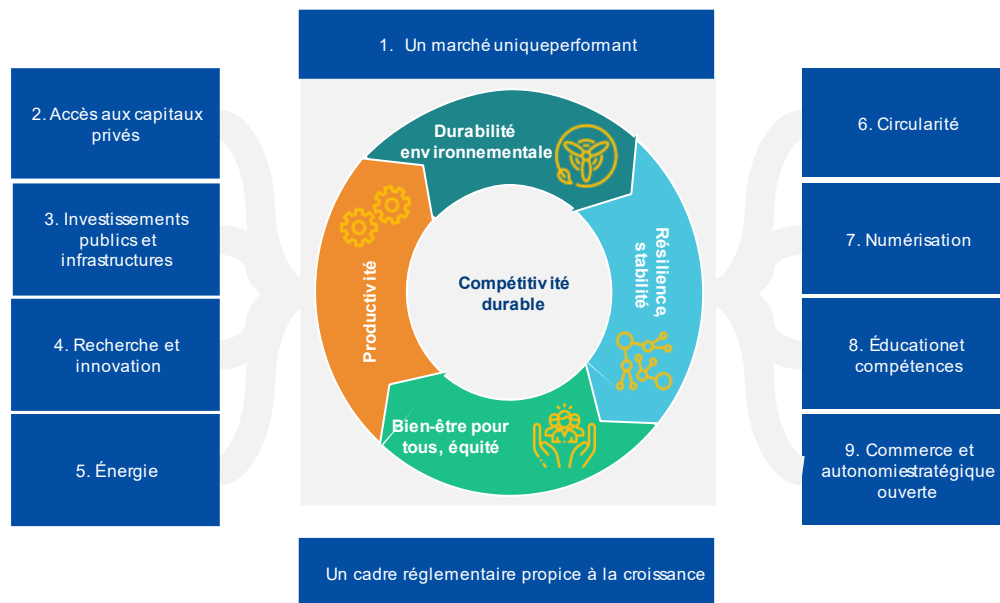 1. Un marché uniqueperformant
2. Accès aux capitaux
privés
3. Investissements
publics et
infrastructures
4. Recherche et
innovation
5. Énergie
Durabilité
environnementale
Résilience,
stabilité
Bien-être pour
tous, équité
Productivité
Compétitivité
durable
6. Circularité
7. Numérisation
8. Éducationet
compétences
9. Commerce et
autonomiestratégique
ouverte
Un cadre réglementaire propice à la croissance